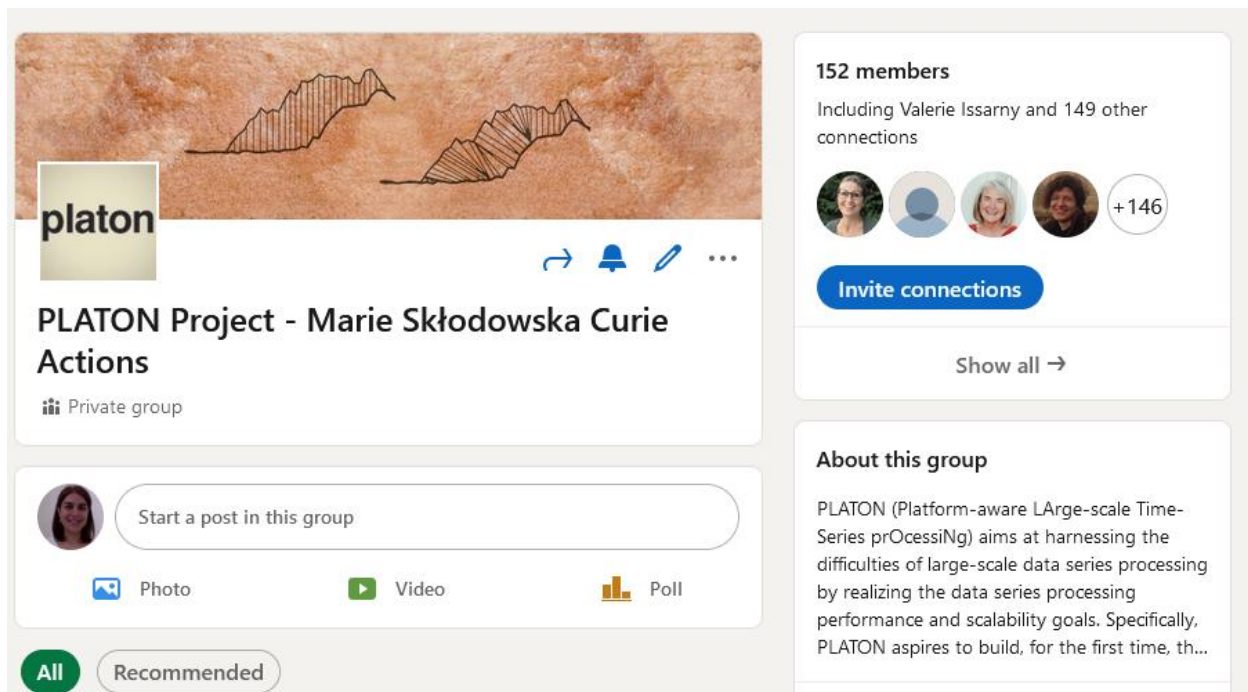 platon
PLATON Project - Marie Skłodowska Curie
Actions
Private group
Start a post in this group
Photo
Video
Poll
All
Recommended
152 members
Including Valerie Issarny and 149 other
connections
+146
Invite connections
Show all →
About this group
PLATON (Platform-aware LArge-scale Time-
Series prOcessiNg) aims at harnessing the
difficulties of large-scale data series processing
by realizing the data series processing
performance and scalability goals. Specifically,
PLATON aspires to build, for the first time, th...